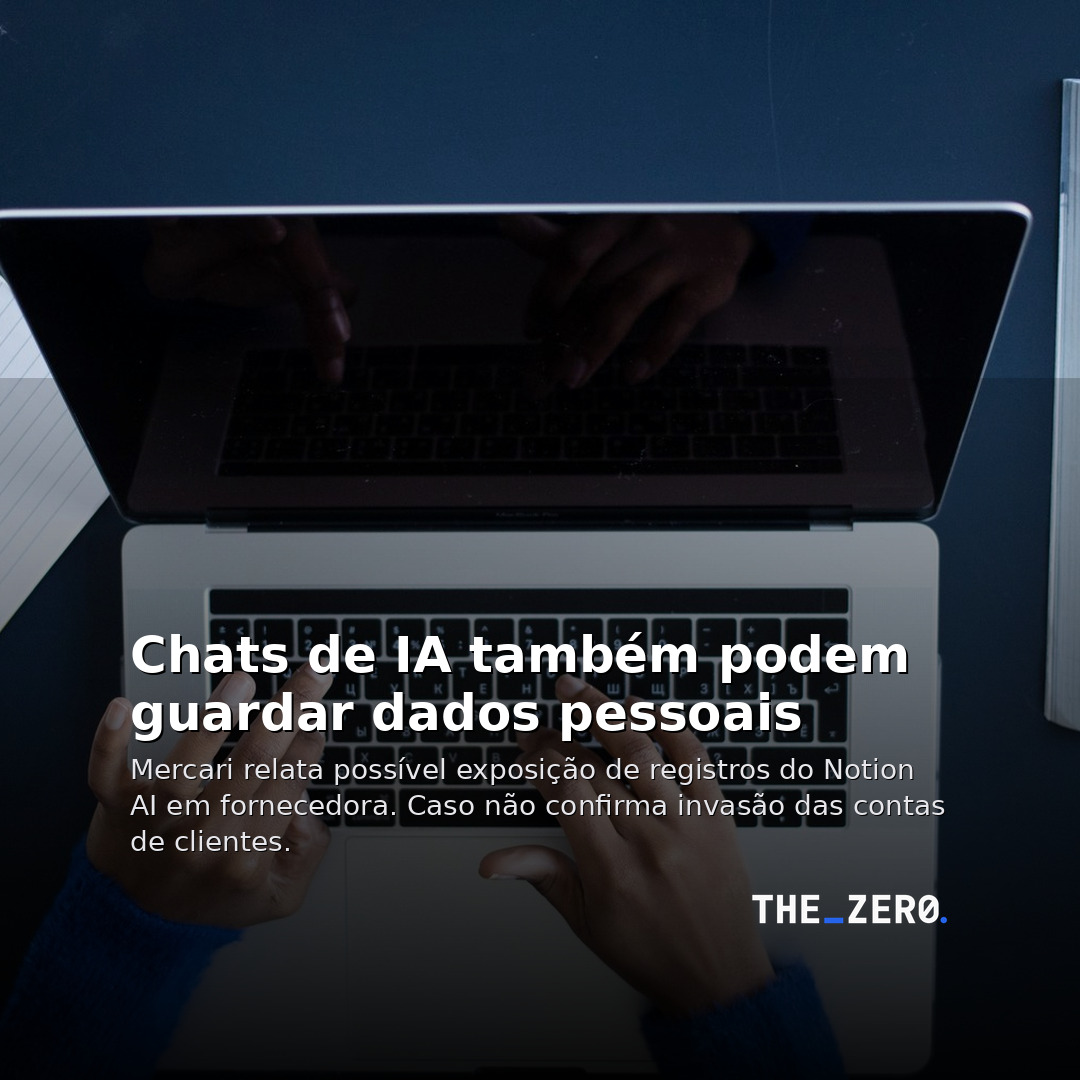 Chats de IA também podem
guardar dados pessoais
Mercari relata possível exposição de registros do Notion
AI em fornecedora. Caso não confirma invasão das contas
de clientes.
THE_ZERO.